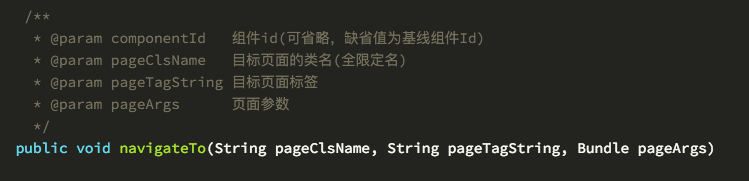 /**
* @param componentId 组件id(可省略，缺省值为基线组件Id)
* @param pageClsName 目标页面的类名(全限定名)
* @param pageTagString 目标页面标签
* @param pageArgs 页面参数
*/
public void navigateTo(String pageClsName, String pageTagString, Bundle pageArgs)